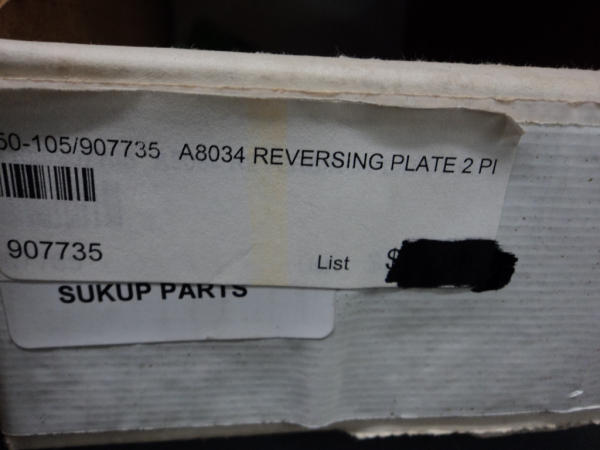 50-105/907735 A8034 REVERSING PLATE 2 PI
907735
List $
SUKUP PARTS